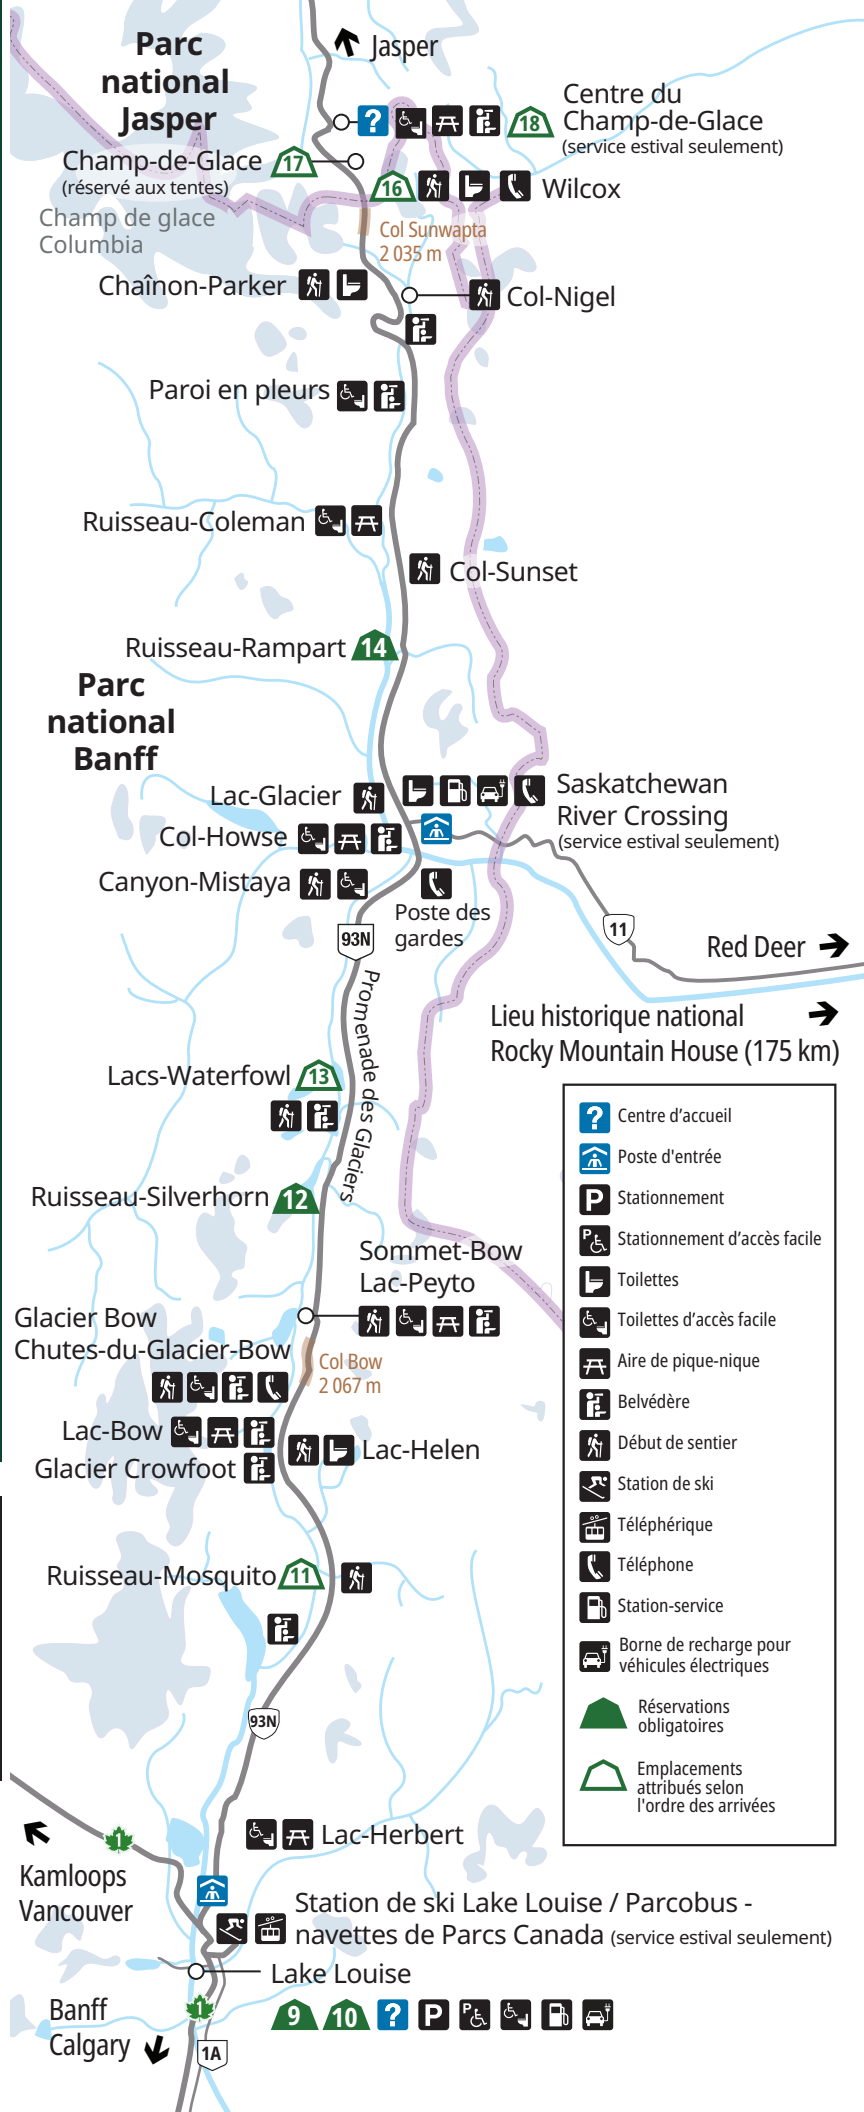 Parc
national
Jasper
Jasper
?
18
Centre du
Champ-de-Glace
(service estival seulement)
Champ-de-Glace
17
(réservé aux tentes)
16
Wilcox
Champ de glace
Columbia
Col Sunwapta
2 035 m
Chaînon-Parker
Col-Nigel
Paroi en pleurs
Ruisseau-Coleman
Col-Sunset
Ruisseau-Rampart
14
Parc
national
Banff
Lac-Glacier
Saskatchewan
River Crossing
(service estival seulement)
Col-Howse
Canyon-Mistaya
Poste des
gardes
93N
11
Red Deer
Promenade des Glaciers
Lieu historique national
Rocky Mountain House (175 km)
Lacs-Waterfowl
13
Ruisseau-Silverhorn
12
Sommet-Bow
Lac-Peyto
Glacier Bow
Chutes-du-Glacier-Bow
Col Bow
2 067 m
Lac-Bow
Lac-Helen
Glacier Crowfoot
Ruisseau-Mosquito
11
93N
? Centre d'accueil
Poste d'entrée
P Stationnement
P Stationnement d'accès facile
Toilettes
Toilettes d'accès facile
Aire de pique-nique
Belvédère
Début de sentier
Station de ski
Téléphérique
Téléphone
Station-service
Borne de recharge pour
véhicules électriques
Réservations
obligatoires
Emplacements
attribués selon
l'ordre des arrivées
Lac-Herbert
1
Kamloops
Vancouver
Station de ski Lake Louise / Parcobus -
navettes de Parcs Canada (service estival seulement)
Lake Louise
1
9
10
?
P
P
Banff
Calgary
1A